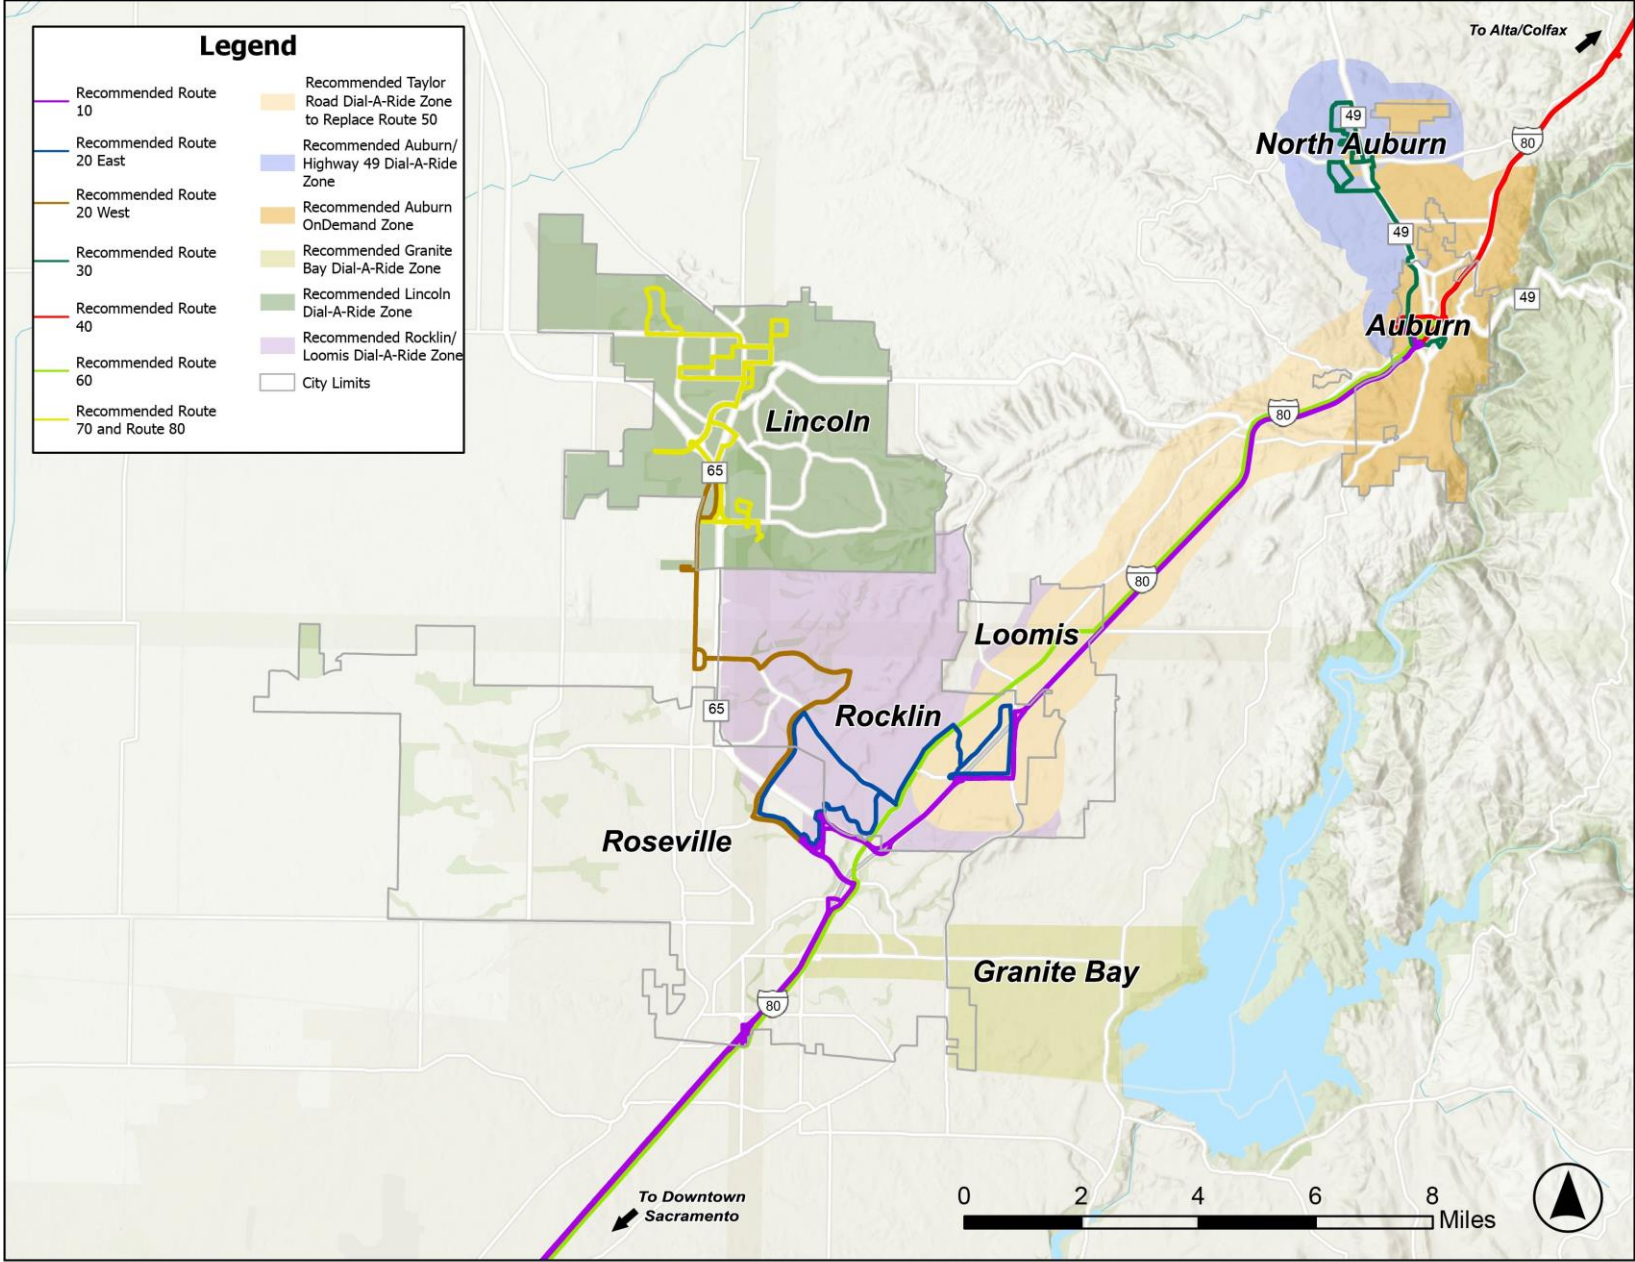 Legend
Recommended Route
10
Recommended Route
20 East
Recommended Route
20 West
Recommended Route
30
Recommended Route
40
Recommended Route
60
Recommended Route
70 and Route 80
Recommended Taylor
Road Dial-A-Ride Zone
to Replace Route 50
Recommended Auburn/
Highway 49 Dial-A-Ride
Zone
Recommended Auburn
OnDemand Zone
Recommended Granite
Bay Dial-A-Ride Zone
Recommended Lincoln
Dial-A-Ride Zone
Recommended Rocklin/
Loomis Dial-A-Ride Zone
City Limits
To Alta/Colfax
49
80
North Auburn
49
49
Auburn
80
Lincoln
65
80
Loomis
65
Rocklin
Roseville
Granite Bay
80
To Downtown
Sacramento
0 2 4 6 8
Miles